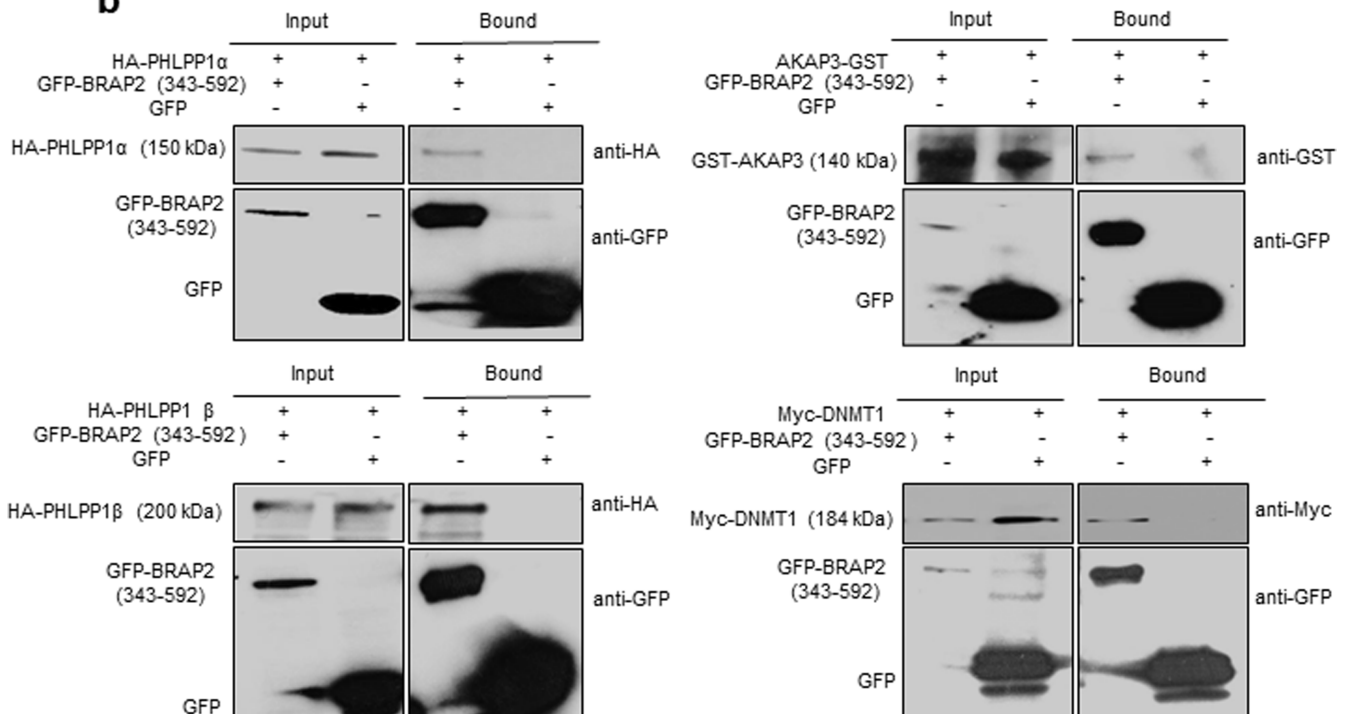 b
Input Bound
HA-PHLPP1α + + + +
GFP-BRAP2 (343-592) + - + -
GFP - + - +
HA-PHLPP1α (150 kDa) anti-HA
GFP-BRAP2
(343-592)
anti-GFP
GFP
Input Bound
AKAP3-GST + + + +
GFP-BRAP2 (343-592) + - + -
GFP - + - +
GST-AKAP3 (140 kDa) anti-GST
GFP-BRAP2
(343-592) anti-GFP
GFP
Input Bound
HA-PHLPP1 β + + + +
GFP-BRAP2 (343-592) + - + -
GFP - + - +
HA-PHLPP1β (200 kDa) anti-HA
GFP-BRAP2
(343-592) anti-GFP
GFP
Input Bound
Myc-DNMT1 + + + +
GFP-BRAP2 (343-592) + - + -
GFP - + - +
Myc-DNMT1 (184 kDa) anti-Myc
GFP-BRAP2
(343-592) anti-GFP
GFP